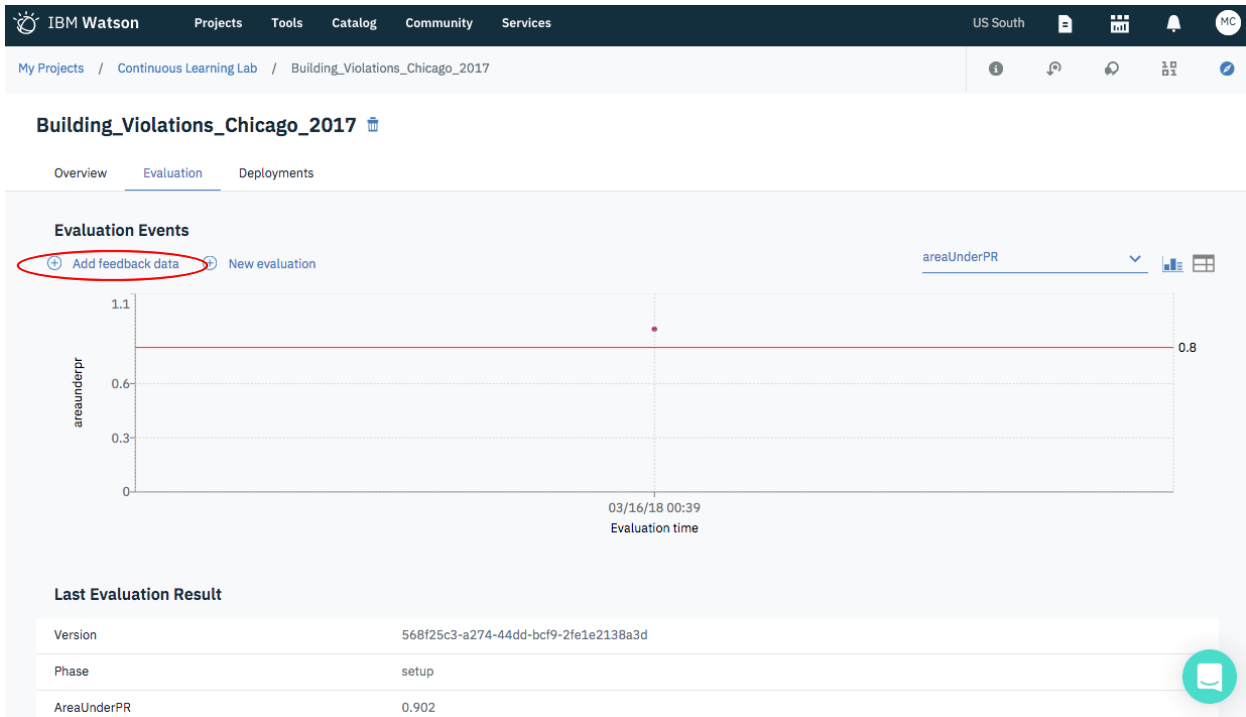 IBM Watson Projects Tools Catalog Community Services US South MC
My Projects / Continuous Learning Lab / Building_Violations_Chicago_2017
Building_Violations_Chicago_2017
Overview Evaluation Deployments
Evaluation Events
Add feedback data New evaluation areaUnderPR
1.1
0.8
0.6
areaunderpr
0.3
0
03/16/18 00:39
Evaluation time
Last Evaluation Result
Version 568f25c3-a274-44dd-bcf9-2fe1e2138a3d
Phase setup
AreaUnderPR 0.902